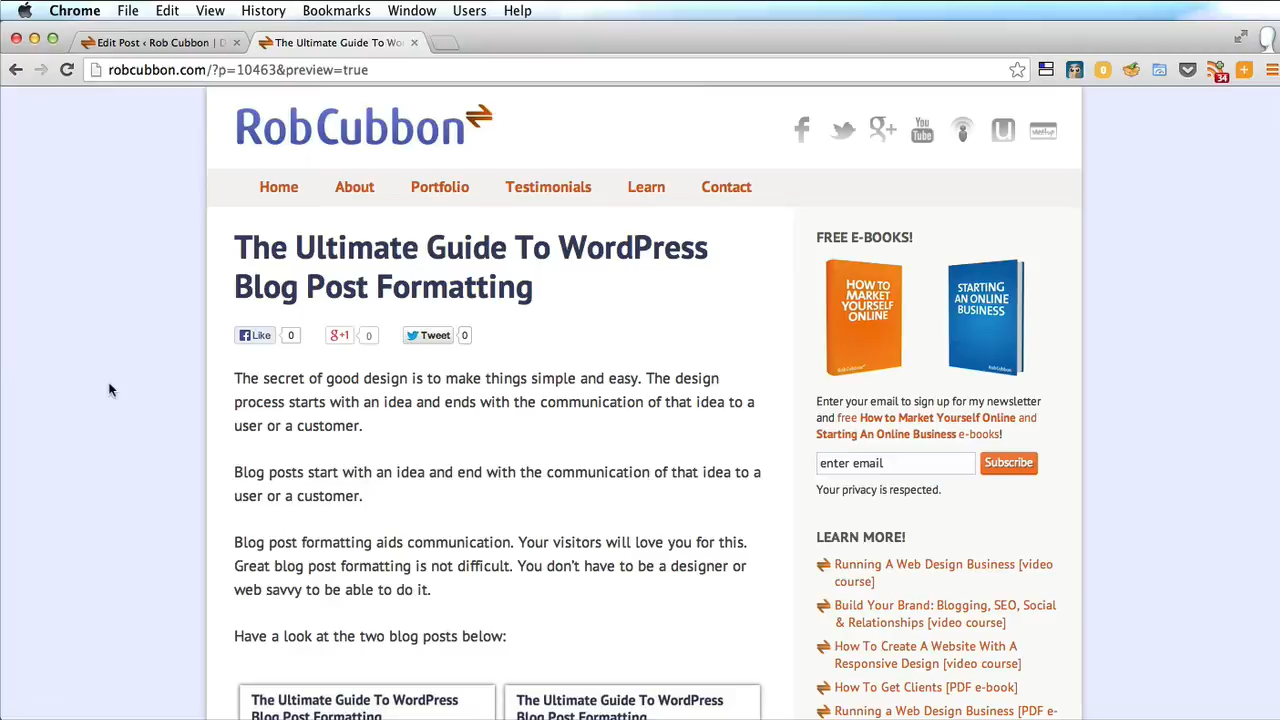 Chrome File Edit View History Bookmarks Window Users Help
Edit Post ‹ Rob Cubbon | D
The Ultimate Guide To Wo
robcubbon.com/?p=10463&preview=true
34
RobCubbon
You
Tube
U
meetup
Home About Portfolio Testimonials Learn Contact
The Ultimate Guide To WordPress
Blog Post Formatting
Like 0 +1 0 Tweet 0
The secret of good design is to make things simple and easy. The design
process starts with an idea and ends with the communication of that idea to a
user or a customer.
Blog posts start with an idea and end with the communication of that idea to a
user or a customer.
Blog post formatting aids communication. Your visitors will love you for this.
Great blog post formatting is not difficult. You don't have to be a designer or
web savvy to be able to do it.
Have a look at the two blog posts below:
The Ultimate Guide To WordPress
Blog Post Formatting
The Ultimate Guide To WordPress
Blog Post Formatting
FREE E-BOOKS!
HOW TO
MARKET
YOURSELF
ONLINE
RobCubbon
STARTING
AN ONLINE
BUSINESS
RobCubbon
Enter your email to sign up for my newsletter
and free How to Market Yourself Online and
Starting An Online Business e-books!
enter email Subscribe
Your privacy is respected.
LEARN MORE!
Running A Web Design Business [video
course]
Build Your Brand: Blogging, SEO, Social
& Relationships [video course]
How To Create A Website With A
Responsive Design [video course]
How To Get Clients [PDF e-book]
Running a Web Design Business [PDF e-